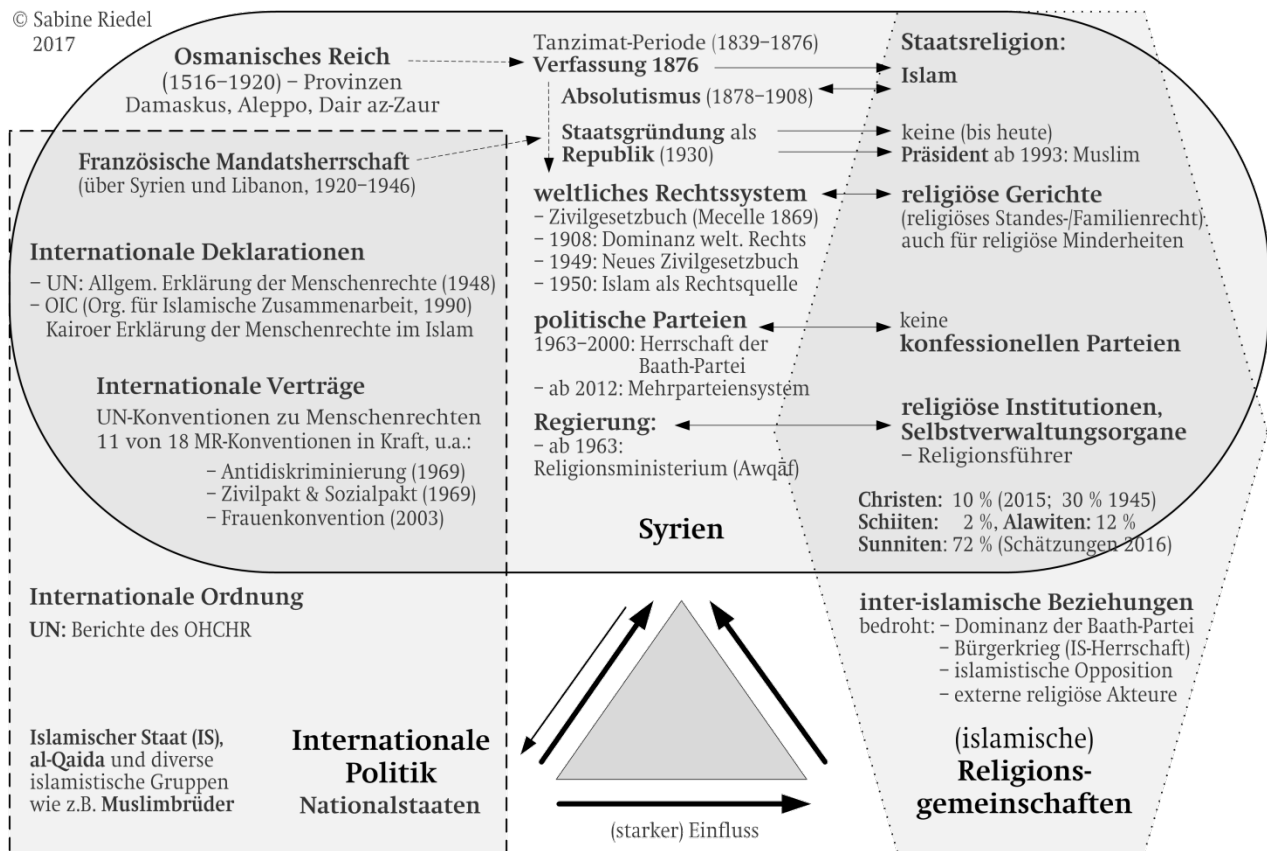 © Sabine Riedel
2017
Osmanisches Reich
(1516–1920) – Provinzen
Damaskus, Aleppo, Dair az-Zaur
Tanzimat-Periode (1839–1876)
Verfassung 1876
Absolutismus (1878–1908)
Staatsreligion:
Islam
Französische Mandatsherrschaft
(über Syrien und Libanon, 1920–1946)
Staatsgründung als
Republik (1930)
keine (bis heute)
Präsident ab 1993: Muslim
weltliches Rechtssystem
– Zivilgesetzbuch (Mecelle 1869)
– 1908: Dominanz welt. Rechts
– 1949: Neues Zivilgesetzbuch
– 1950: Islam als Rechtsquelle
religiöse Gerichte
(religiöses Standes-/Familienrecht)
auch für religiöse Minderheiten
Internationale Deklarationen
– UN: Allgem. Erklärung der Menschenrechte (1948)
– OIC (Org. für Islamische Zusammenarbeit, 1990)
Kairoer Erklärung der Menschenrechte im Islam
politische Parteien
1963–2000: Herrschaft der
Baath-Partei
– ab 2012: Mehrparteiensystem
keine
konfessionellen Parteien
Internationale Verträge
UN-Konventionen zu Menschenrechten
11 von 18 MR-Konventionen in Kraft, u.a.:
– Antidiskriminierung (1969)
– Zivilpakt & Sozialpakt (1969)
– Frauenkonvention (2003)
Regierung:
– ab 1963:
Religionsministerium (Awqāf)
religiöse Institutionen,
Selbstverwaltungsorgane
– Religionsführer
Christen: 10 % (2015; 30 % 1945)
Schiiten: 2 %, Alawiten: 12 %
Sunniten: 72 % (Schätzungen 2016)
Syrien
Internationale Ordnung
UN: Berichte des OHCHR
inter-islamische Beziehungen
bedroht: – Dominanz der Baath-Partei
– Bürgerkrieg (IS-Herrschaft)
– islamistische Opposition
– externe religiöse Akteure
Islamischer Staat (IS),
al-Qaida und diverse
islamistische Gruppen
wie z.B. Muslimbrüder
Internationale
Politik
Nationalstaaten
(starker) Einfluss
(islamische)
Religions-
gemeinschaften